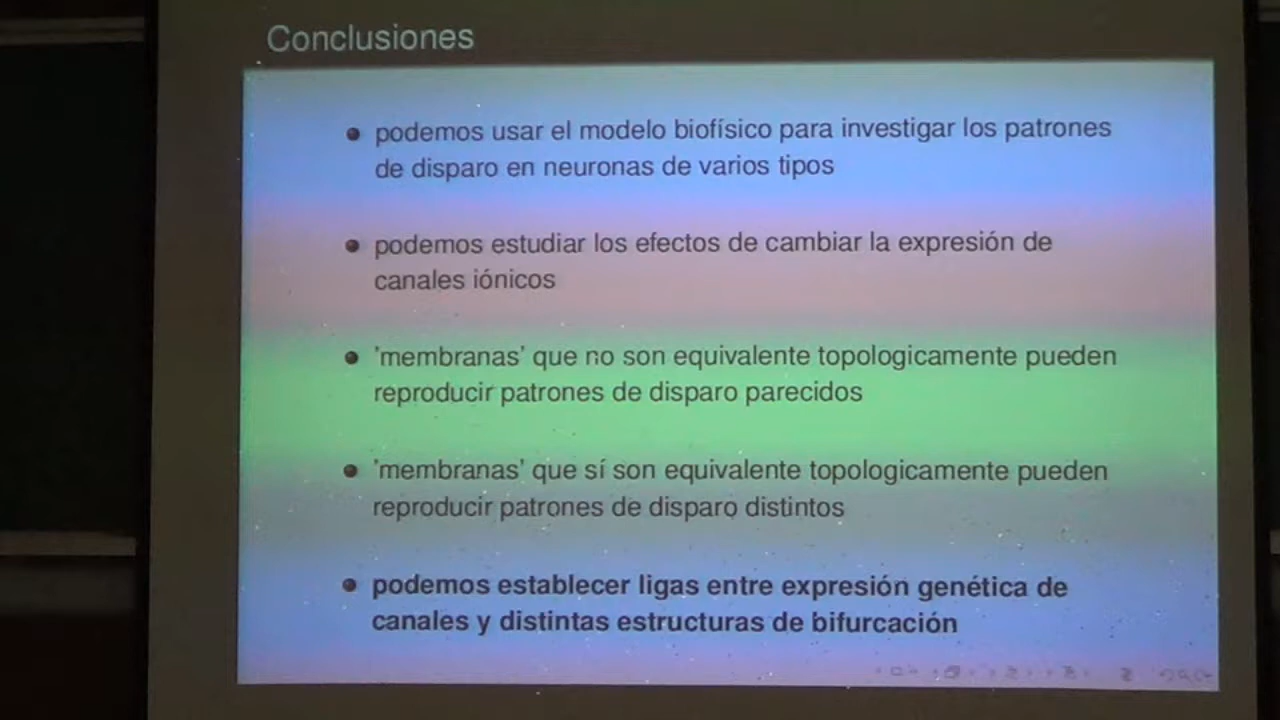 Conclusiones
podemos usar el modelo biofísico para investigar los patrones
de disparo en neuronas de varios tipos
podemos estudiar los efectos de cambiar la expresión de
canales iónicos
'membranas' que no son equivalente topologicamente pueden
reproducir patrones de disparo parecidos
'membranas' que sí son equivalente topologicamente pueden
reproducir patrones de disparo distintos
podemos establecer ligas entre expresión genética de
canales y distintas estructuras de bifurcación